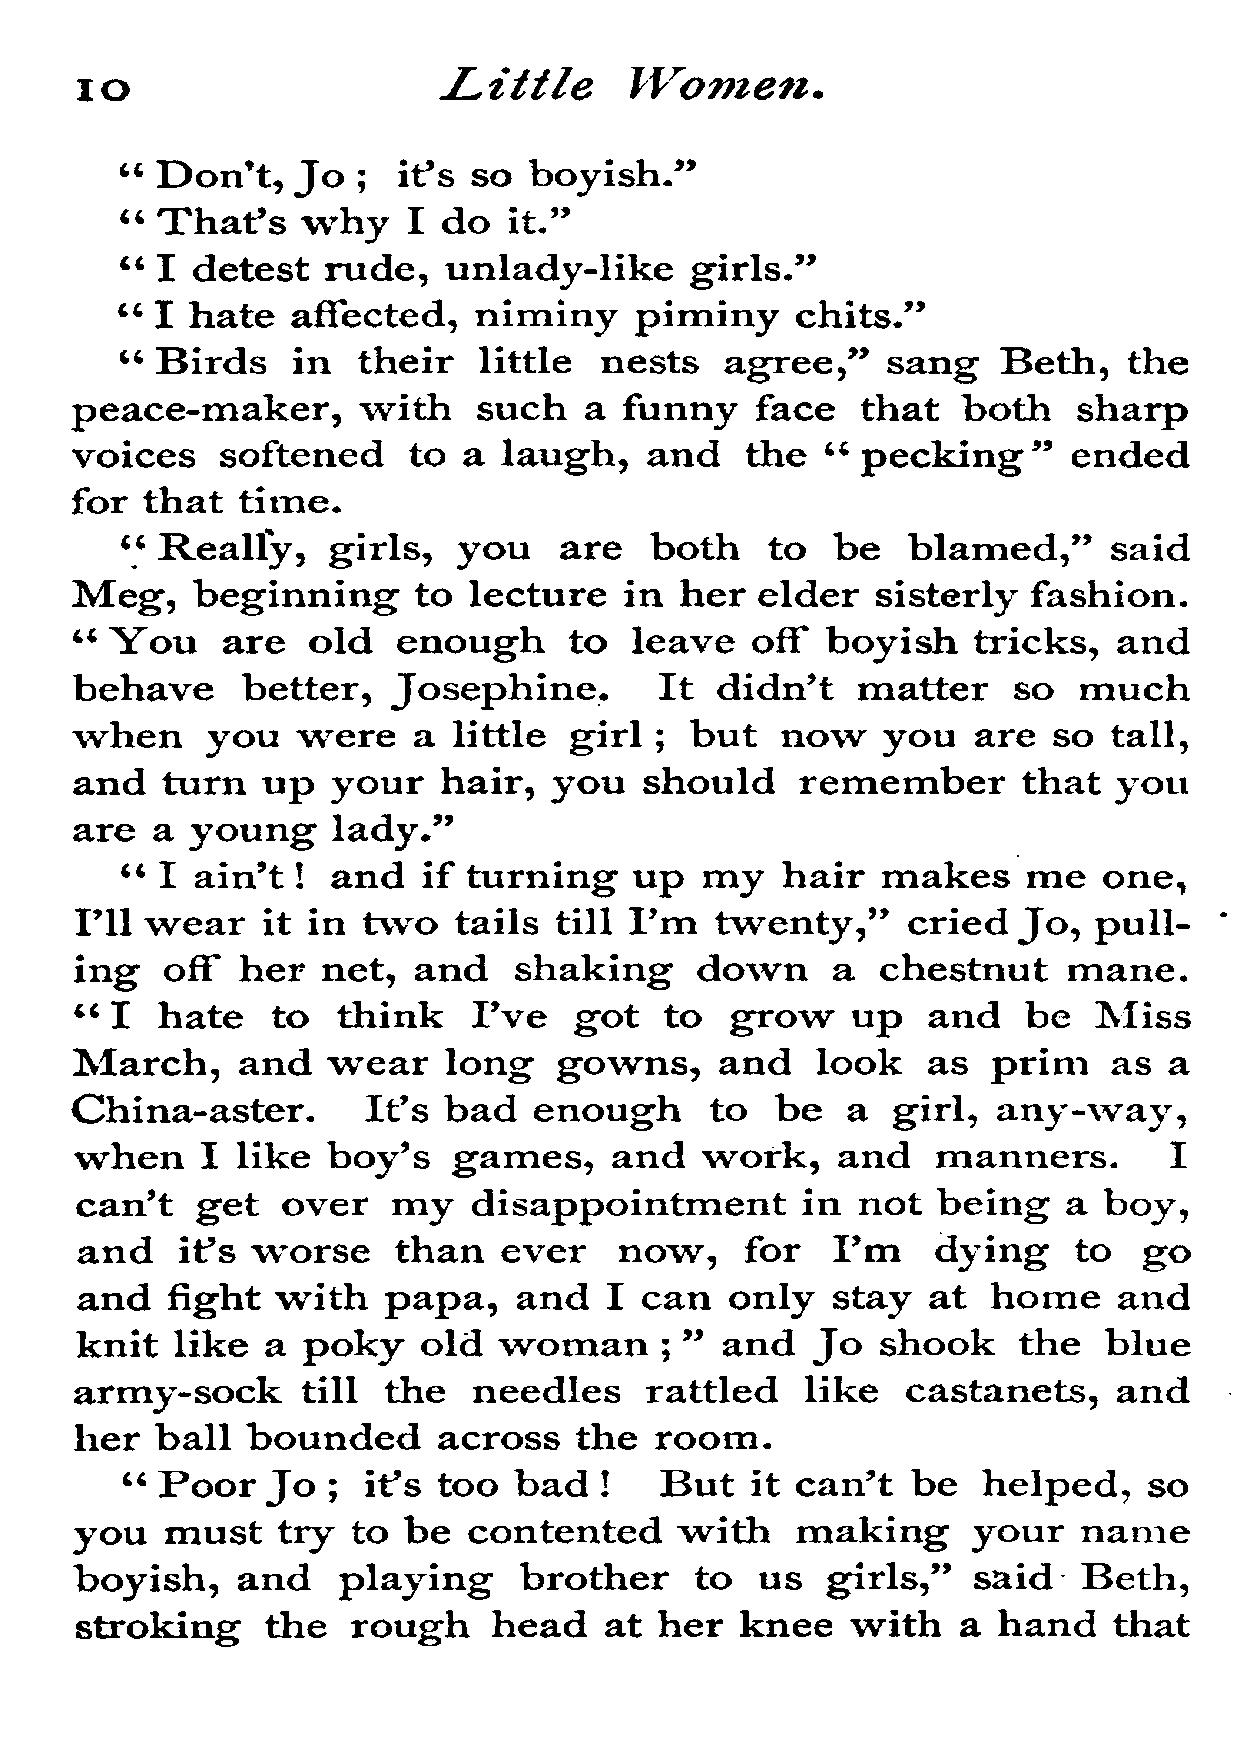 10 Little Women.
“Don’t, Jo; it’s so boyish.”
“That’s why I do it.”
“I detest rude, unlady-like girls.”
“I hate affected, niminy piminy chits.”
“Birds in their little nests agree,” sang Beth, the
peace-maker, with such a funny face that both sharp
voices softened to a laugh, and the “pecking” ended
for that time.
“Really, girls, you are both to be blamed,” said
Meg, beginning to lecture in her elder sisterly fashion.
“You are old enough to leave off boyish tricks, and
behave better, Josephine. It didn’t matter so much
when you were a little girl; but now you are so tall,
and turn up your hair, you should remember that you
are a young lady.”
“I ain’t! and if turning up my hair makes me one,
I’ll wear it in two tails till I’m twenty,” cried Jo, pull-
ing off her net, and shaking down a chestnut mane.
“I hate to think I’ve got to grow up and be Miss
March, and wear long gowns, and look as prim as a
China-aster. It’s bad enough to be a girl, any-way,
when I like boy’s games, and work, and manners. I
can’t get over my disappointment in not being a boy,
and it’s worse than ever now, for I’m dying to go
and fight with papa, and I can only stay at home and
knit like a poky old woman;” and Jo shook the blue
army-sock till the needles rattled like castanets, and
her ball bounded across the room.
“Poor Jo; it’s too bad! But it can’t be helped, so
you must try to be contented with making your name
boyish, and playing brother to us girls,” said Beth,
stroking the rough head at her knee with a hand that